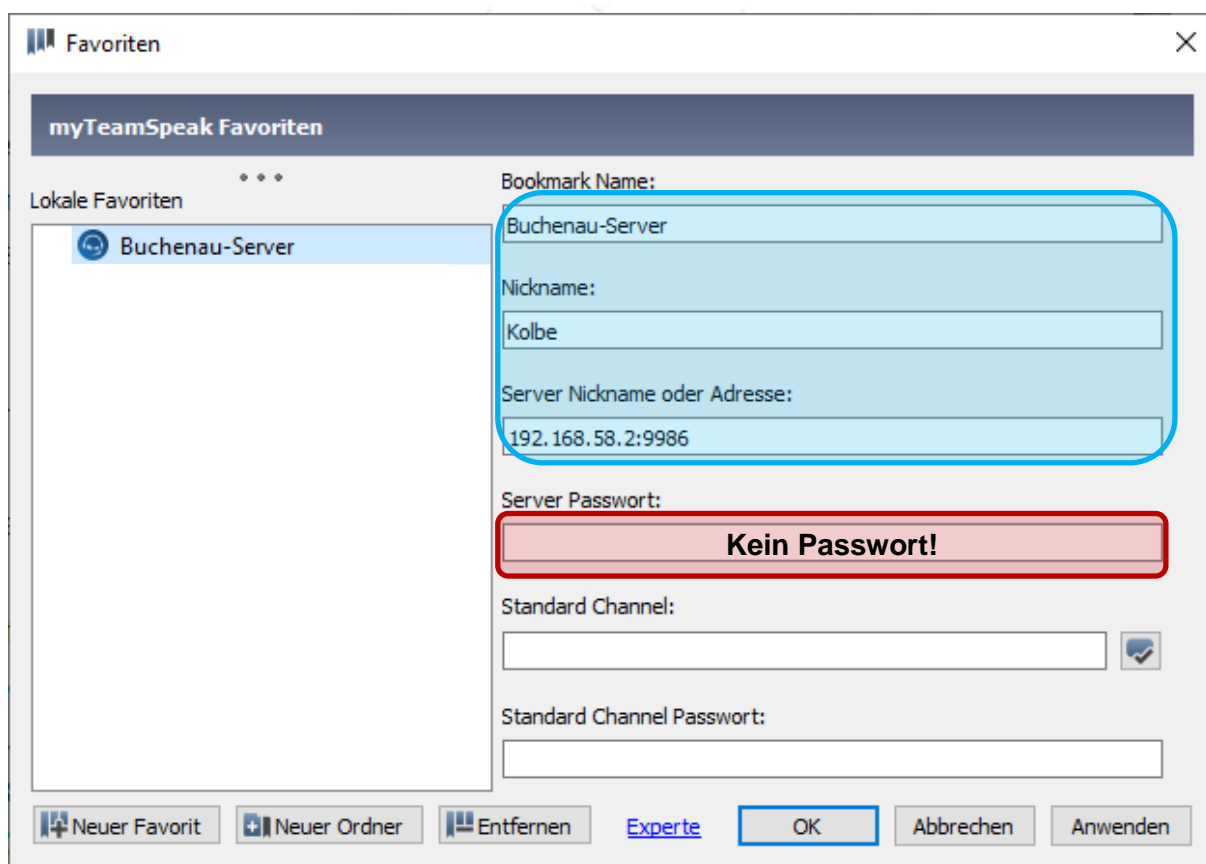 Favoriten
myTeamSpeak Favoriten
Lokale Favoriten
Buchenau-Server
Bookmark Name:
Buchenau-Server
Nickname:
Kolbe
Server Nickname oder Adresse:
192.168.58.2:9986
Server Passwort:
Kein Passwort!
Standard Channel:
Standard Channel Passwort:
Neuer Favorit Neuer Ordner Entfernen Experte OK Abbrechen Anwenden